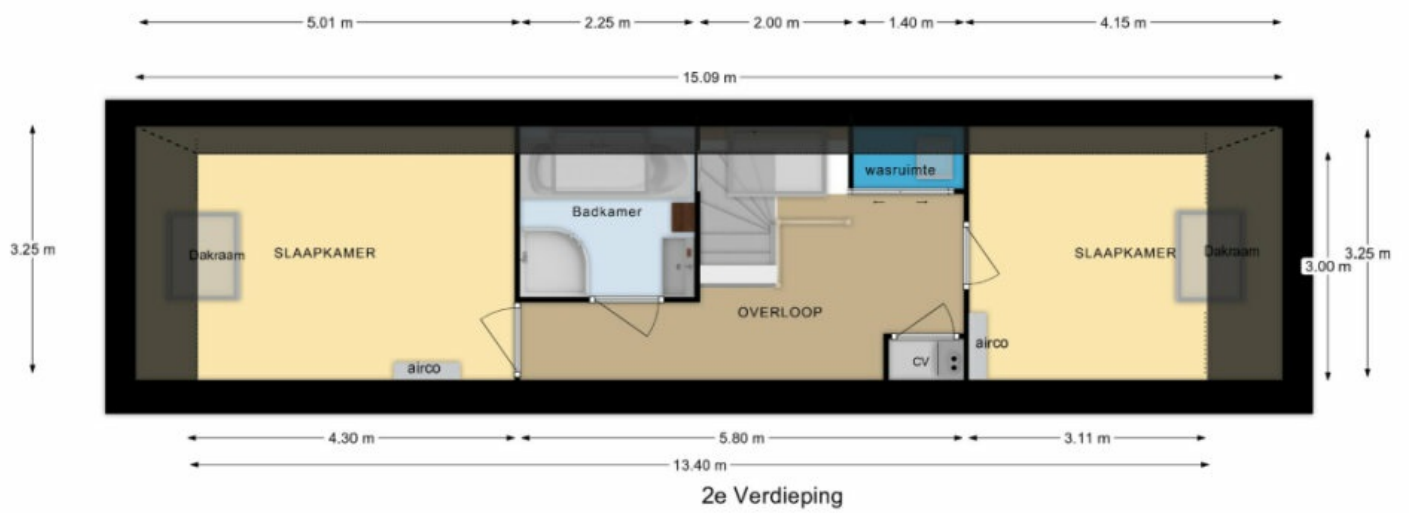 5.01 m
2.25 m
2.00 m
1.40 m
4.15 m
15.09 m
wasruimte
Badkamer
3.25 m
Dakraam
SLAAPKAMER
SLAAPKAMER
Dakraam
3.00 m
3.25 m
OVERLOOP
airco
airco
CV
4.30 m
5.80 m
3.11 m
13.40 m
2e Verdieping